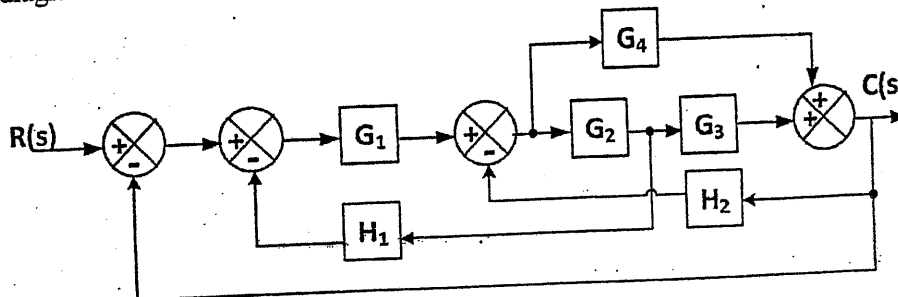 G₄
R(s) + - + - G₁ + - G₂ G₃ + + C(s
H₂
H₁